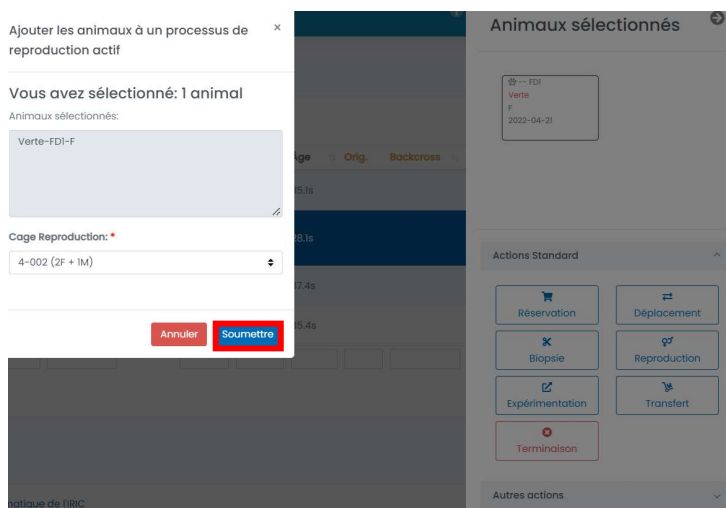 Ajouter les animaux à un processus de
reproduction actif
×
Vous avez sélectionné: 1 animal
Animaux sélectionnés:
Verte-FD1-F
Cage Reproduction: *
4-002 (2F + 1M)
Annuler
Soumettre
Âge
Orig.
Backcross
15.1s
28.1s
17.4s
15.4s
matique de l'IRIC
Animaux sélectionnés
-- FD1
Verte
F
2022-04-21
Actions Standard
Réservation
Déplacement
Biopsie
Reproduction
Expérimentation
Transfert
Terminaison
Autres actions